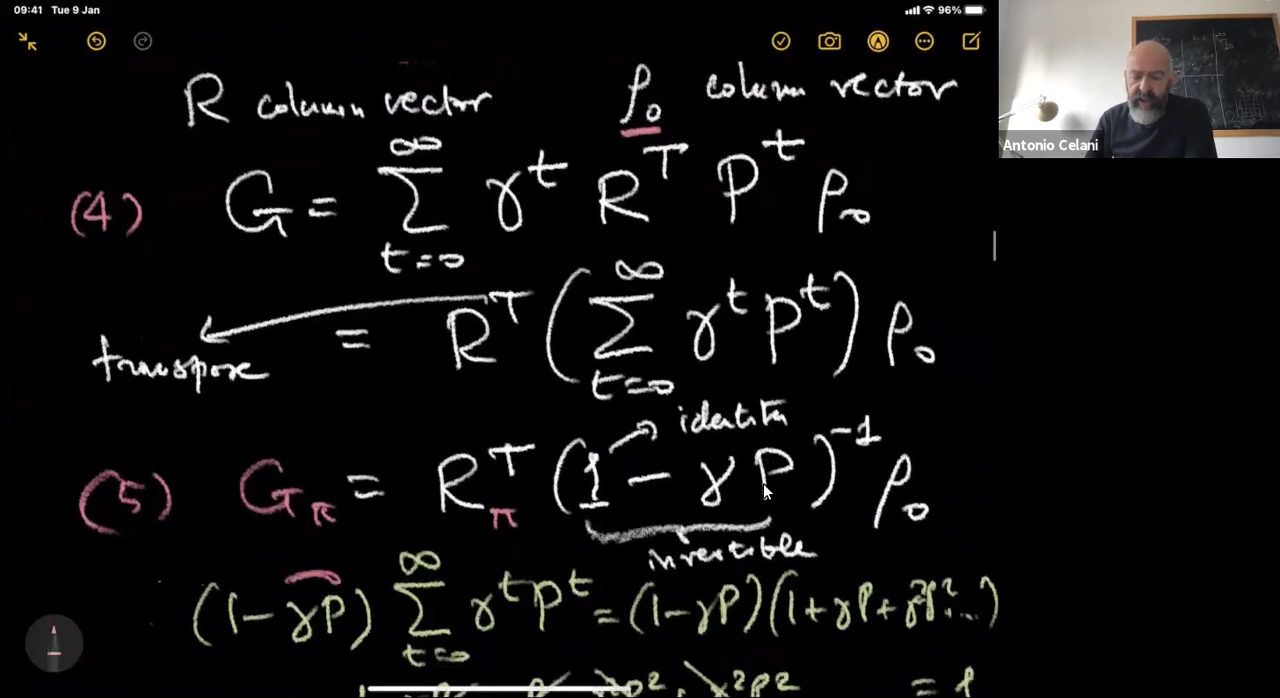 09:41 Tue 9 Jan 96%
R column vector ρ₀ column vector
Antonio Celani
(4) G = ∑_{t=0}^{∞} γ^t R^T P^t ρ₀
= R^T (∑_{t=0}^{∞} γ^t P^t) ρ₀
transpose
identity
(5) G_π = R_π^T (1 − γP)^{-1} ρ₀
invertible
(1−γP) ∑_{t=0}^{∞} γ^t P^t = (1−γP)(1+γP+γ²P²...)